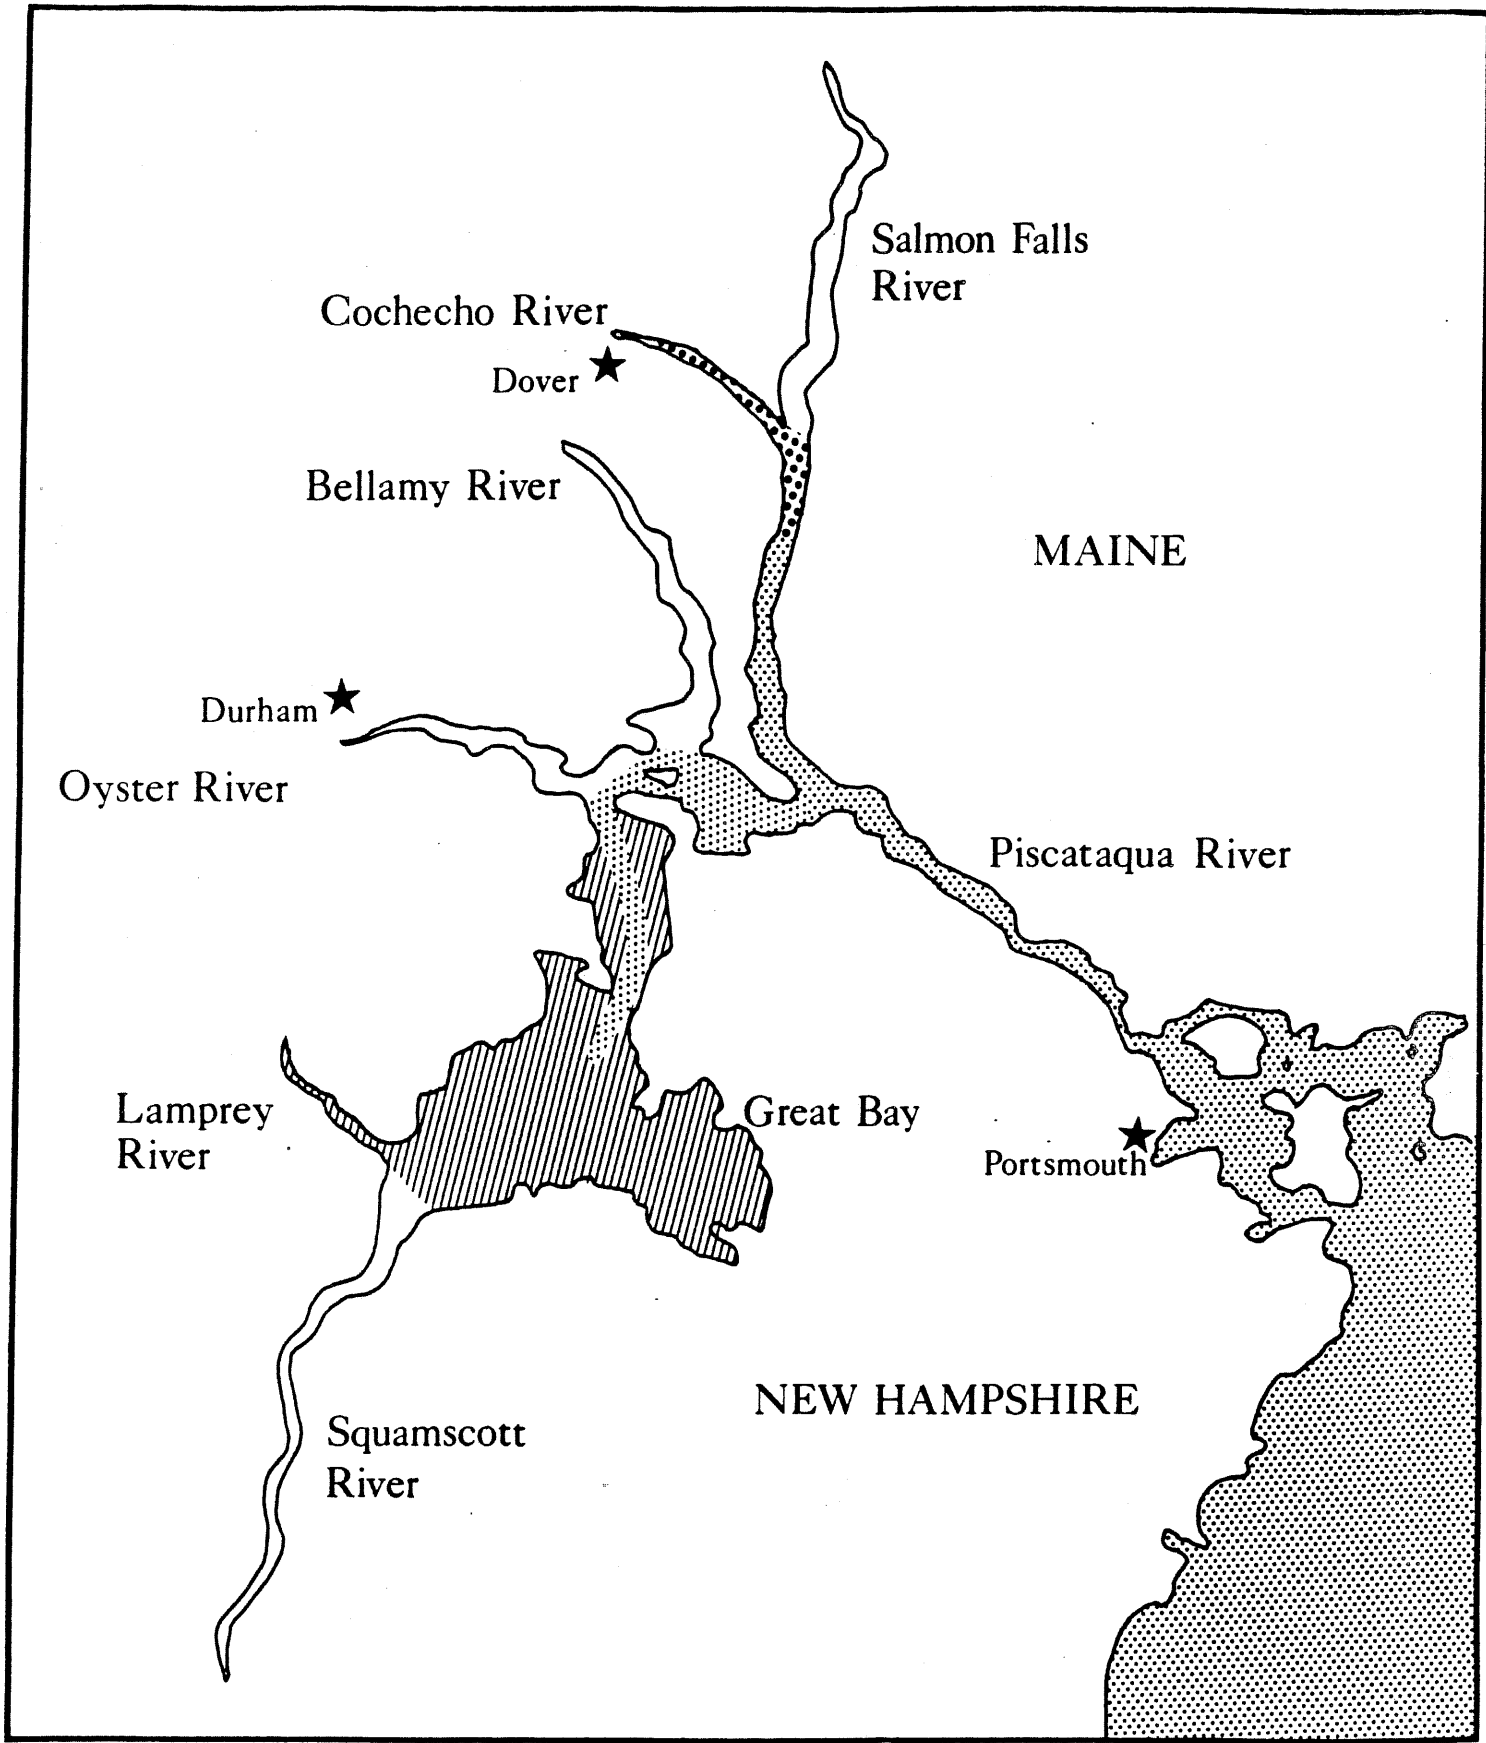 Salmon Falls
River
Cochecho River
Dover
Bellamy River
MAINE
Durham
Oyster River
Piscataqua River
Lamprey
River
Great Bay
Portsmouth
NEW HAMPSHIRE
Squamscott
River